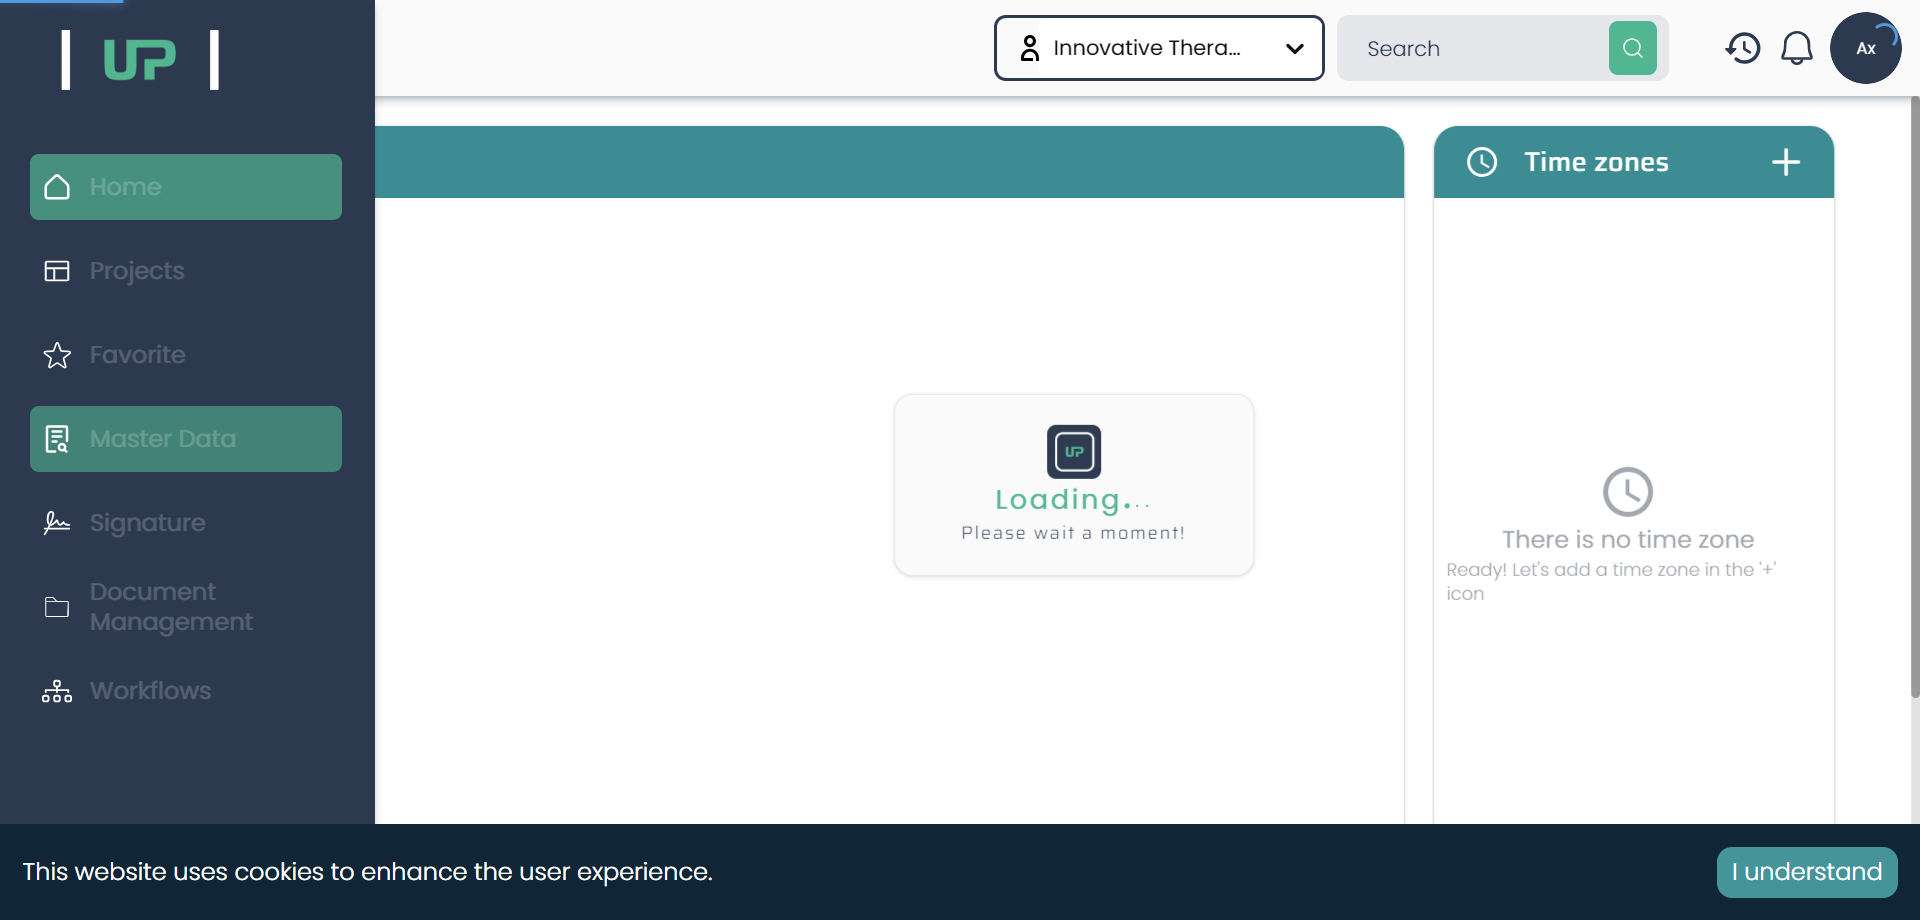 UP
Innovative Thera...
Search
Ax
Home
Projects
Favorite
Master Data
Signature
Document
Management
Workflows
Time zones
UP
Loading...
Please wait a moment!
There is no time zone
Ready! Let's add a time zone in the '+'
icon
This website uses cookies to enhance the user experience.
I understand